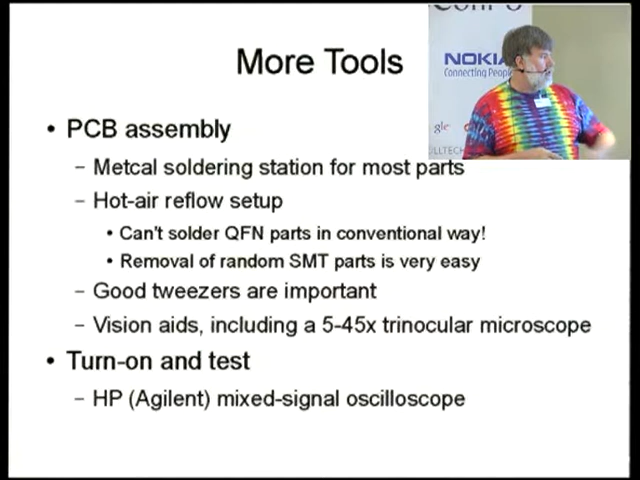 More Tools
• PCB assembly
– Metcal soldering station for most parts
– Hot-air reflow setup
• Can't solder QFN parts in conventional way!
• Removal of random SMT parts is very easy
– Good tweezers are important
– Vision aids, including a 5-45x trinocular microscope
• Turn-on and test
– HP (Agilent) mixed-signal oscilloscope
NOKIA
Connecting People
gle